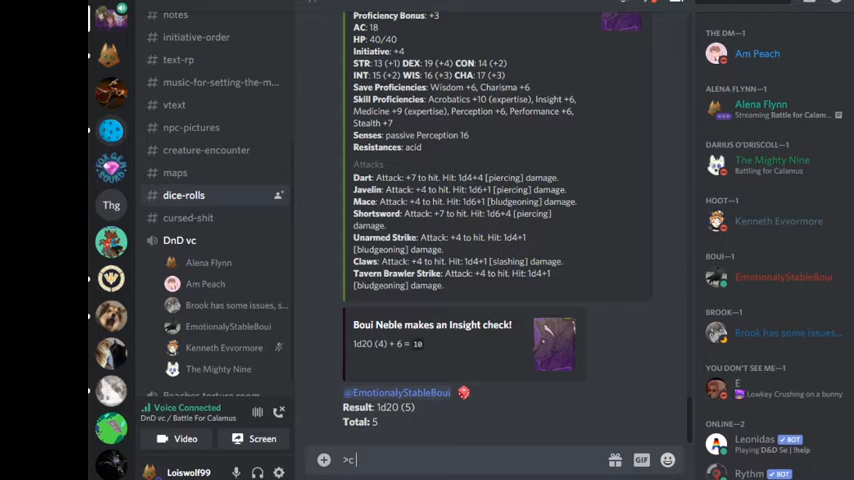 notes
initiative-order
text-rp
music-for-setting-the-m...
vtext
npc-pictures
creature-encounter
maps
dice-rolls
cursed-shit
DnD vc
Alena Flynn
Am Peach
Brook has some issues, s...
EmotionalyStableBoui
Kenneth Evvormore
The Mighty Nine
Voice Connected
DnD vc / Battle For Calamus
Video
Screen
Loiswolf99
Thg
Proficiency Bonus: +3
AC: 18
HP: 40/40
Initiative: +4
STR: 13 (+1) DEX: 19 (+4) CON: 14 (+2)
INT: 15 (+2) WIS: 16 (+3) CHA: 17 (+3)
Save Proficiencies: Wisdom +6, Charisma +6
Skill Proficiencies: Acrobatics +10 (expertise), Insight +6,
Medicine +9 (expertise), Perception +6, Performance +6,
Stealth +7
Senses: passive Perception 16
Resistances: acid
Attacks
Dart: Attack: +7 to hit. Hit: 1d4+4 [piercing] damage.
Javelin: Attack: +4 to hit. Hit: 1d6+1 [piercing] damage.
Mace: Attack: +4 to hit. Hit: 1d6+1 [bludgeoning] damage.
Shortsword: Attack: +7 to hit. Hit: 1d6+4 [piercing]
damage.
Unarmed Strike: Attack: +4 to hit. Hit: 1d4+1
[bludgeoning] damage.
Claws: Attack: +4 to hit. Hit: 1d4+1 [slashing] damage.
Tavern Brawler Strike: Attack: +4 to hit. Hit: 1d4+1
[bludgeoning] damage.
Boui Neble makes an Insight check!
1d20 (4) + 6 = 10
@EmotionalyStableBoui
Result: 1d20 (5)
Total: 5
>c
GIF
THE DM—1
Am Peach
ALENA FLYNN—1
Alena Flynn
Streaming Battle for Calam...
DARIUS O'DRISCOLL—1
The Mighty Nine
Battling for Calamus
HOOT—1
Kenneth Evvormore
BOUI—1
EmotionalyStableBoui
BROOK—1
Brook has some issues...
YOU DON'T SEE ME—1
E
Lowkey Crushing on a bunny
ONLINE—2
Leonidas BOT
Playing D&D 5e | !help
Rythm BOT